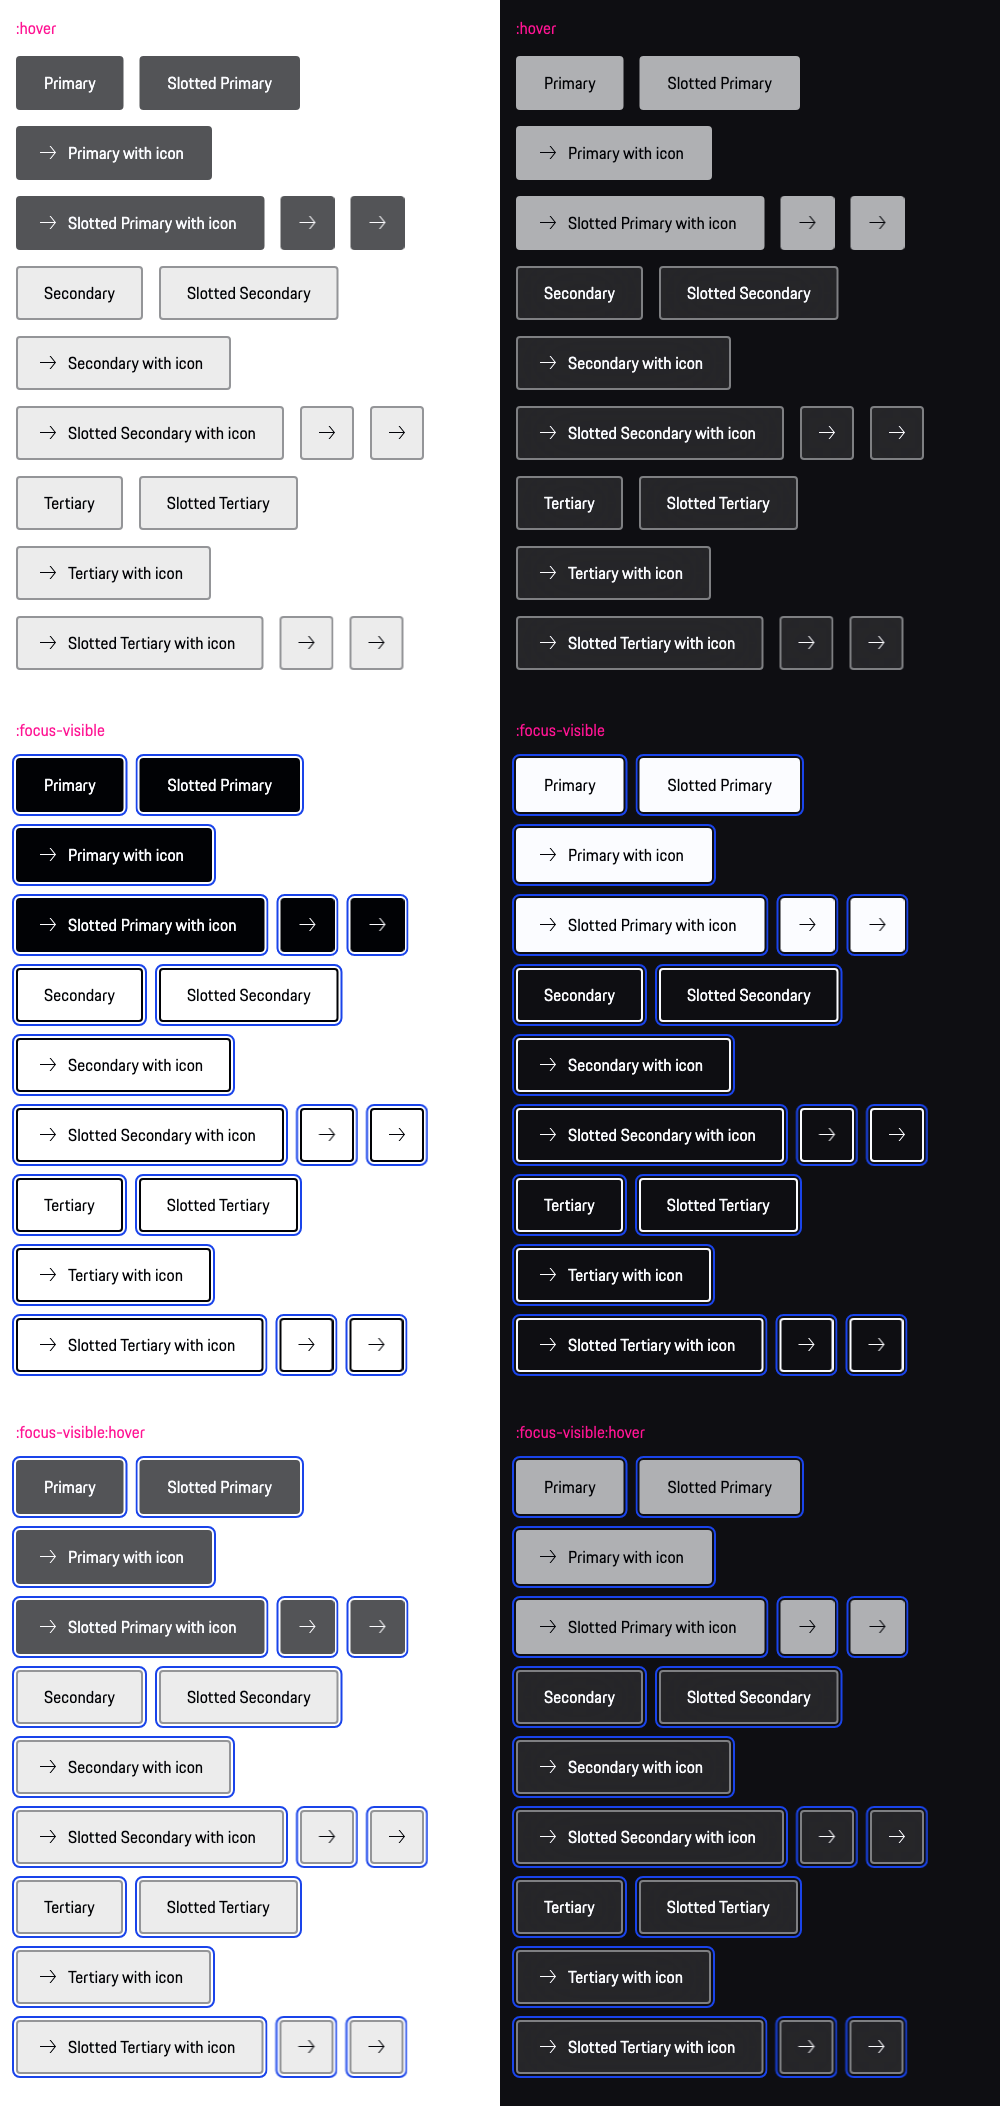 :hover
Primary Slotted Primary
Primary with icon
Slotted Primary with icon
Secondary Slotted Secondary
Secondary with icon
Slotted Secondary with icon
Tertiary Slotted Tertiary
Tertiary with icon
Slotted Tertiary with icon
:focus-visible
Primary Slotted Primary
Primary with icon
Slotted Primary with icon
Secondary Slotted Secondary
Secondary with icon
Slotted Secondary with icon
Tertiary Slotted Tertiary
Tertiary with icon
Slotted Tertiary with icon
:focus-visible:hover
Primary Slotted Primary
Primary with icon
Slotted Primary with icon
Secondary Slotted Secondary
Secondary with icon
Slotted Secondary with icon
Tertiary Slotted Tertiary
Tertiary with icon
Slotted Tertiary with icon
:hover
Primary Slotted Primary
Primary with icon
Slotted Primary with icon
Secondary Slotted Secondary
Secondary with icon
Slotted Secondary with icon
Tertiary Slotted Tertiary
Tertiary with icon
Slotted Tertiary with icon
:focus-visible
Primary Slotted Primary
Primary with icon
Slotted Primary with icon
Secondary Slotted Secondary
Secondary with icon
Slotted Secondary with icon
Tertiary Slotted Tertiary
Tertiary with icon
Slotted Tertiary with icon
:focus-visible:hover
Primary Slotted Primary
Primary with icon
Slotted Primary with icon
Secondary Slotted Secondary
Secondary with icon
Slotted Secondary with icon
Tertiary Slotted Tertiary
Tertiary with icon
Slotted Tertiary with icon